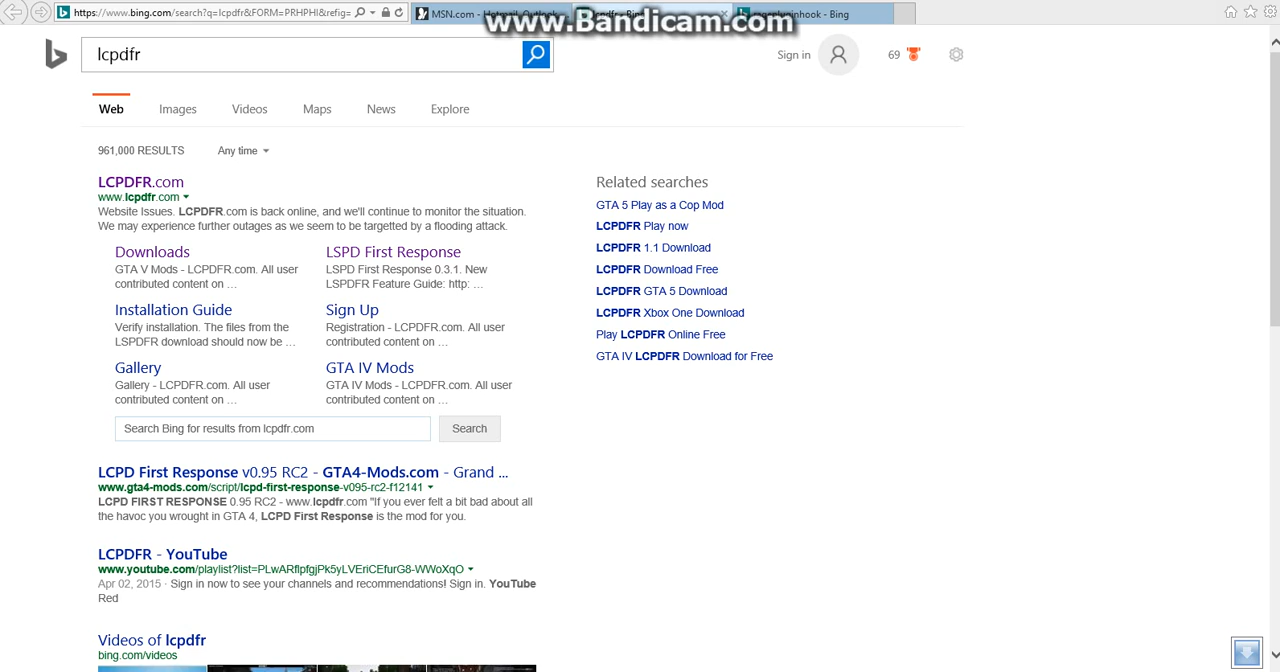 https://www.bing.com/search?q=lcpdfr&FORM=PRHPHI&refig=
MSN.com - Hotmail, Outlook
lcpdfr - Bing
www.Bandicam.com
lcpdfr
Sign in
69
Web
Images
Videos
Maps
News
Explore
961,000 RESULTS
Any time
LCPDFR.com
www.lcpdfr.com
Website Issues. LCPDFR.com is back online, and we'll continue to monitor the situation.
We may experience further outages as we seem to be targetted by a flooding attack.
Downloads
GTA V Mods - LCPDFR.com. All user
contributed content on ...
LSPD First Response
LSPD First Response 0.3.1. New
LSPDFR Feature Guide: http: ...
Installation Guide
Verify installation. The files from the
LSPDFR download should now be ...
Sign Up
Registration - LCPDFR.com. All user
contributed content on ...
Gallery
Gallery - LCPDFR.com. All user
contributed content on ...
GTA IV Mods
GTA IV Mods - LCPDFR.com. All user
contributed content on ...
Search Bing for results from lcpdfr.com
Search
LCPD First Response v0.95 RC2 - GTA4-Mods.com - Grand ...
www.gta4-mods.com/script/lcpd-first-response-v095-rc2-f12141
LCPD FIRST RESPONSE 0.95 RC2 - www.lcpdfr.com "If you ever felt a bit bad about all
the havoc you wrought in GTA 4, LCPD First Response is the mod for you.
LCPDFR - YouTube
www.youtube.com/playlist?list=PLwARflpfgjPk5yLVEriCEfurG8-WWoXqO
Apr 02, 2015 · Sign in now to see your channels and recommendations! Sign in. YouTube
Red
Videos of lcpdfr
bing.com/videos
Related searches
GTA 5 Play as a Cop Mod
LCPDFR Play now
LCPDFR 1.1 Download
LCPDFR Download Free
LCPDFR GTA 5 Download
LCPDFR Xbox One Download
Play LCPDFR Online Free
GTA IV LCPDFR Download for Free